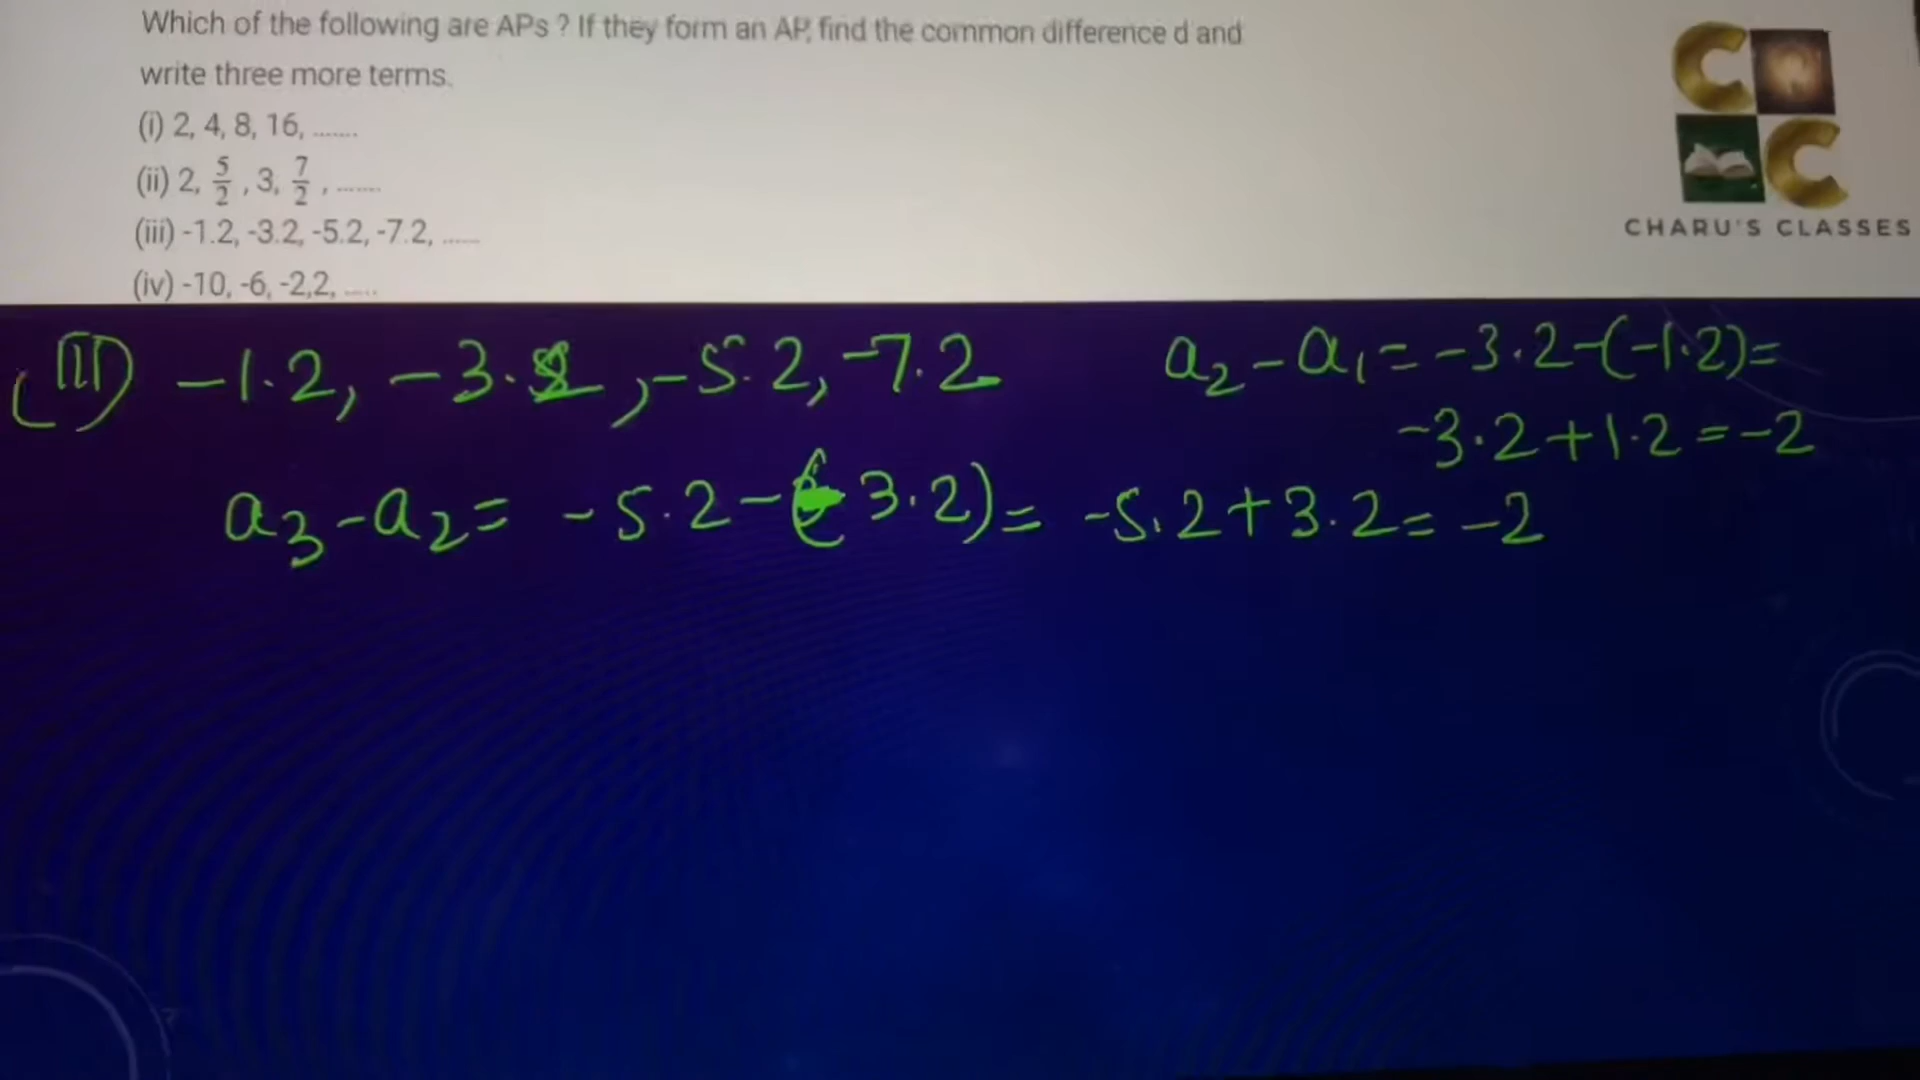 Which of the following are APs ? If they form an AP, find the common difference d and
write three more terms.
(i) 2, 4, 8, 16, .......
(ii) 2, 5/2 , 3, 7/2 , .......
(iii) -1.2, -3.2, -5.2, -7.2, ......
(iv) -10, -6, -2,2, .....
CHARU'S CLASSES
(III) -1.2, -3.2, -5.2, -7.2
a2 - a1 = -3.2-(-1.2)=
-3.2+1.2=-2
a3-a2= -5.2-(-3.2)= -5.2+3.2= -2